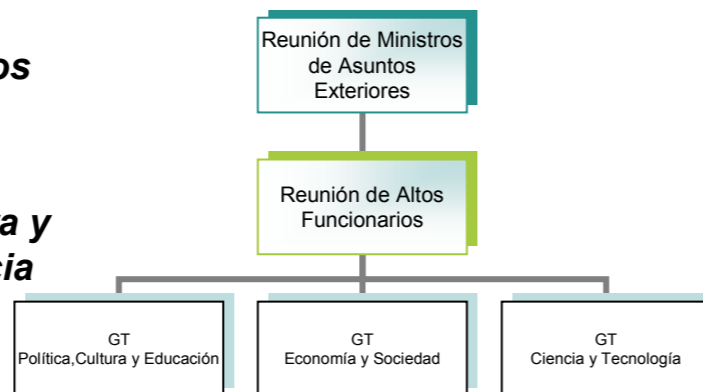 Reunión de Ministros
de Asuntos
Exteriores
Reunión de Altos
Funcionarios
y
GT
Política,Cultura y Educación
GT
Economía y Sociedad
GT
Ciencia y Tecnología